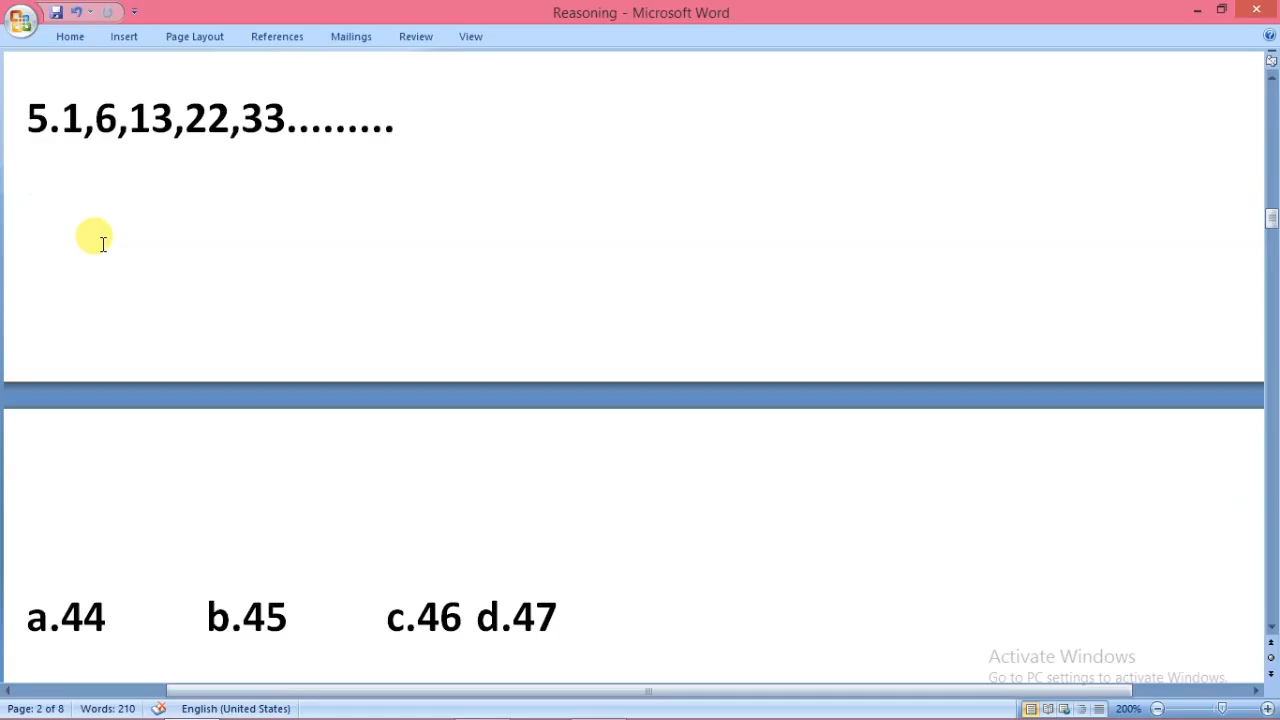 Reasoning - Microsoft Word
Home Insert Page Layout References Mailings Review View
5.1,6,13,22,33.........
a.44 b.45 c.46 d.47
Activate Windows
Go to PC settings to activate Windows.
Page: 2 of 8 Words: 210 English (United States) 200%